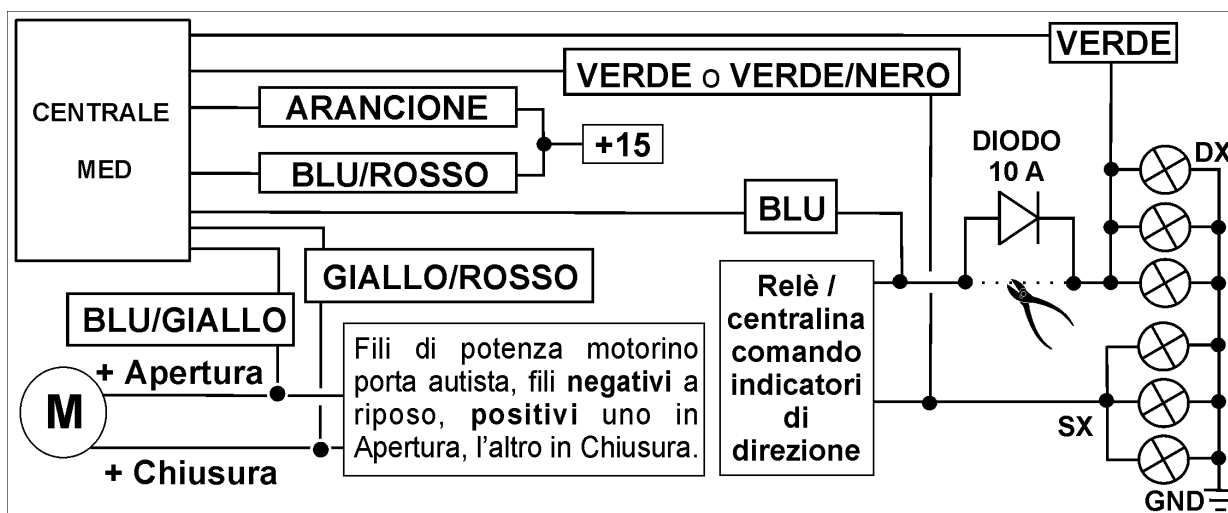 CENTRALE
MED
VERDE
VERDE o VERDE/NERO
ARANCIONE
+15
BLU/ROSSO
BLU
DIODO
10 A
DX
GIALLO/ROSSO
BLU/GIALLO
+ Apertura
M
+ Chiusura
Fili di potenza motorino
porta autista, fili negativi a
riposo, positivi uno in
Apertura, l'altro in Chiusura.
Relè /
centralina
comando
indicatori
di
direzione
SX
GND